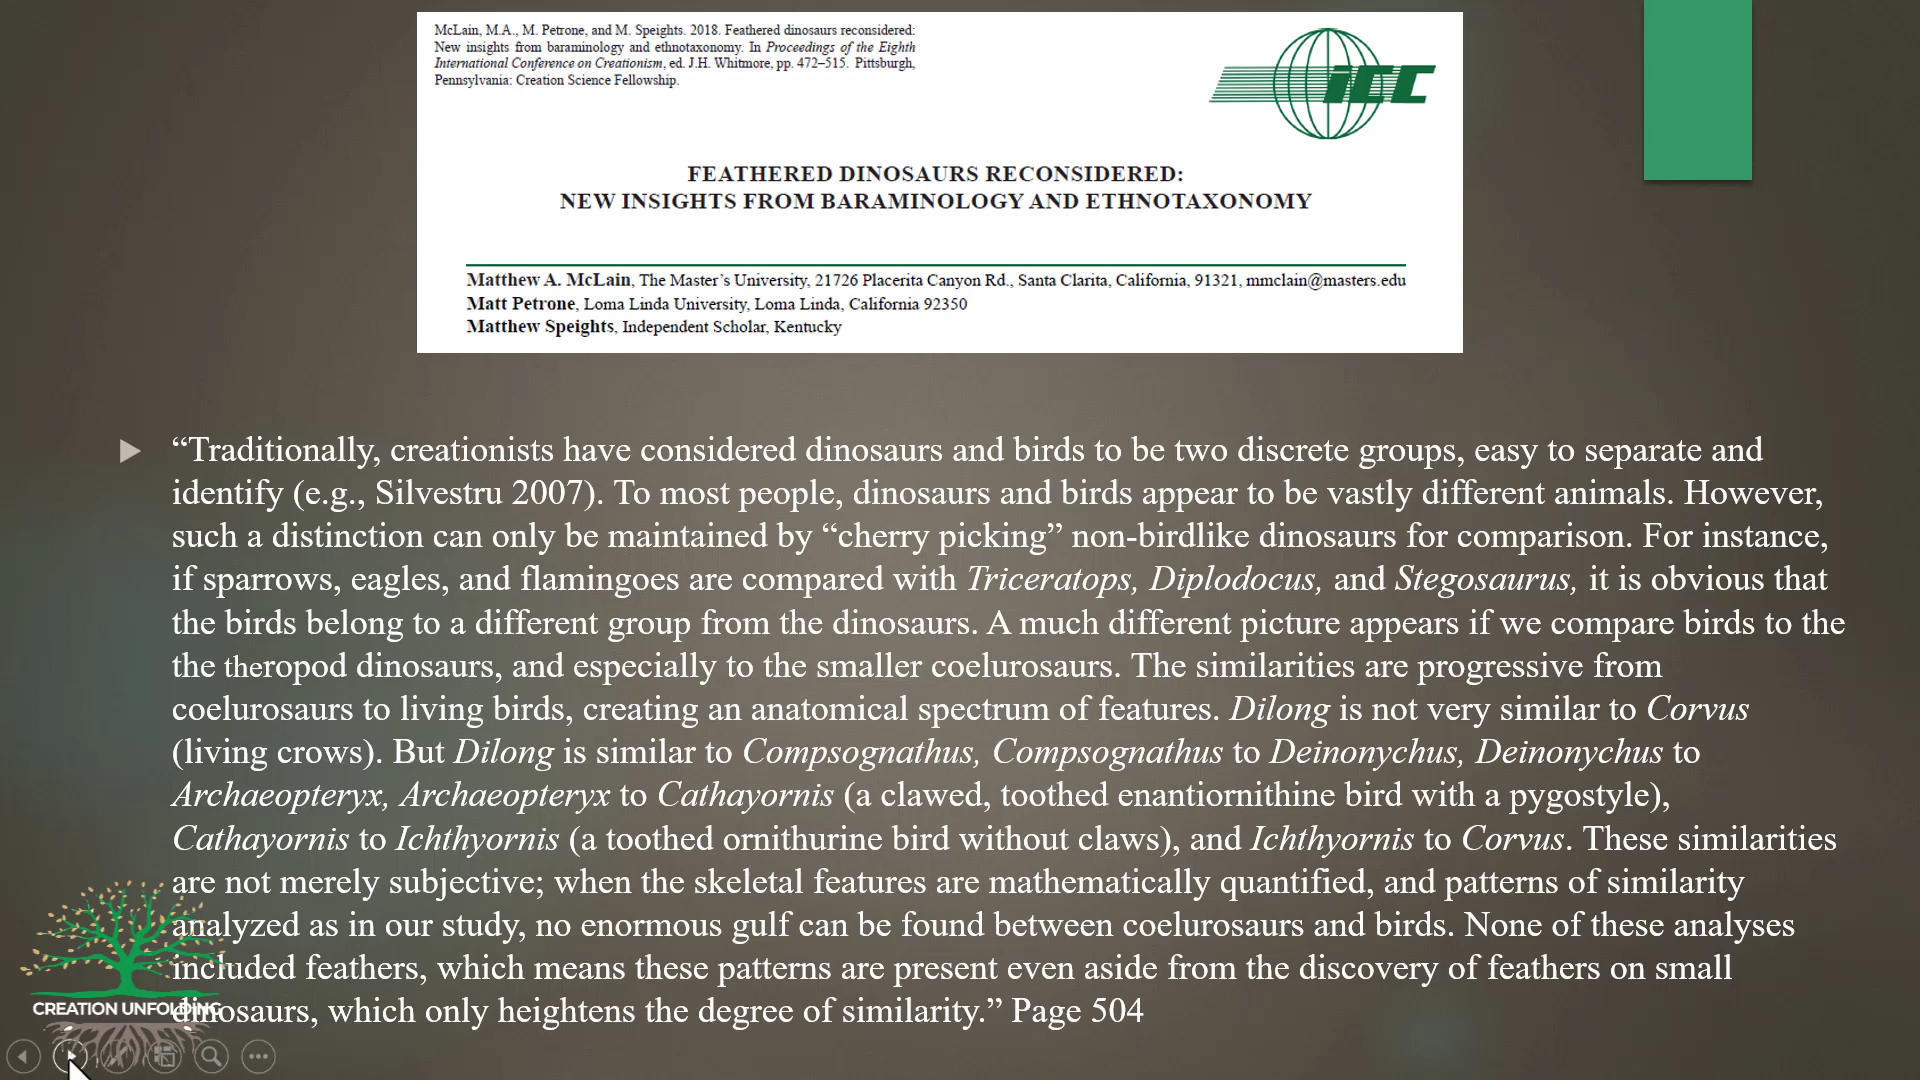 McLain, M.A., M. Petrone, and M. Speights. 2018. Feathered dinosaurs reconsidered:
New insights from baraminology and ethnotaxonomy. In Proceedings of the Eighth
International Conference on Creationism, ed. J.H. Whitmore, pp. 472–515. Pittsburgh,
Pennsylvania: Creation Science Fellowship.
iCC
FEATHERED DINOSAURS RECONSIDERED:
NEW INSIGHTS FROM BARAMINOLOGY AND ETHNOTAXONOMY
Matthew A. McLain, The Master's University, 21726 Placerita Canyon Rd., Santa Clarita, California, 91321, mmclain@masters.edu
Matt Petrone, Loma Linda University, Loma Linda, California 92350
Matthew Speights, Independent Scholar, Kentucky
“Traditionally, creationists have considered dinosaurs and birds to be two discrete groups, easy to separate and
identify (e.g., Silvestru 2007). To most people, dinosaurs and birds appear to be vastly different animals. However,
such a distinction can only be maintained by “cherry picking” non-birdlike dinosaurs for comparison. For instance,
if sparrows, eagles, and flamingoes are compared with Triceratops, Diplodocus, and Stegosaurus, it is obvious that
the birds belong to a different group from the dinosaurs. A much different picture appears if we compare birds to the
the theropod dinosaurs, and especially to the smaller coelurosaurs. The similarities are progressive from
coelurosaurs to living birds, creating an anatomical spectrum of features. Dilong is not very similar to Corvus
(living crows). But Dilong is similar to Compsognathus, Compsognathus to Deinonychus, Deinonychus to
Archaeopteryx, Archaeopteryx to Cathayornis (a clawed, toothed enantiornithine bird with a pygostyle),
Cathayornis to Ichthyornis (a toothed ornithurine bird without claws), and Ichthyornis to Corvus. These similarities
are not merely subjective; when the skeletal features are mathematically quantified, and patterns of similarity
analyzed as in our study, no enormous gulf can be found between coelurosaurs and birds. None of these analyses
included feathers, which means these patterns are present even aside from the discovery of feathers on small
dinosaurs, which only heightens the degree of similarity.” Page 504
CREATION UNFOLDING